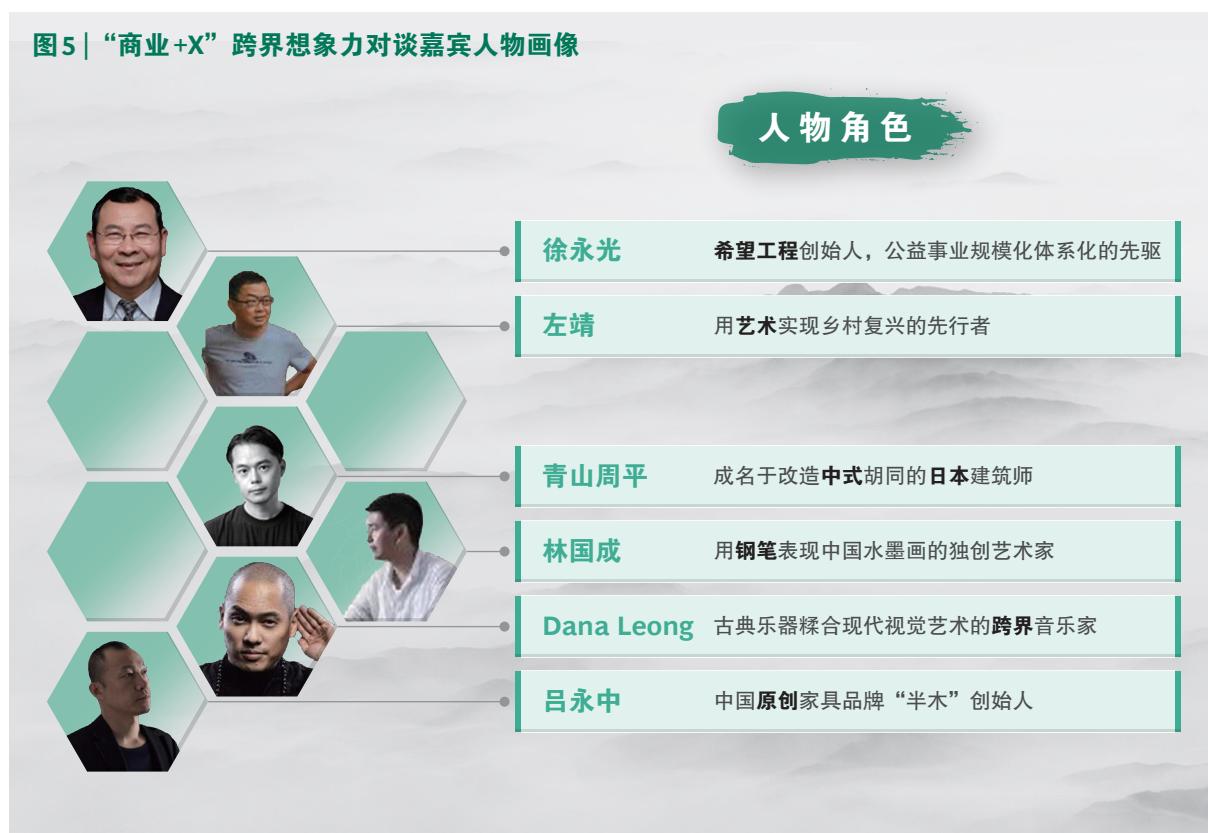 图5 | “商业+X”跨界想象力对谈嘉宾人物画像
人物角色
徐永光 希望工程创始人，公益事业规模化体系化的先驱
左靖 用艺术实现乡村复兴的先行者
青山周平 成名于改造中式胡同的日本建筑师
林国成 用钢笔表现中国水墨画的独创艺术家
Dana Leong 古典乐器糅合现代视觉艺术的跨界音乐家
吕永中 中国原创家具品牌“半木”创始人